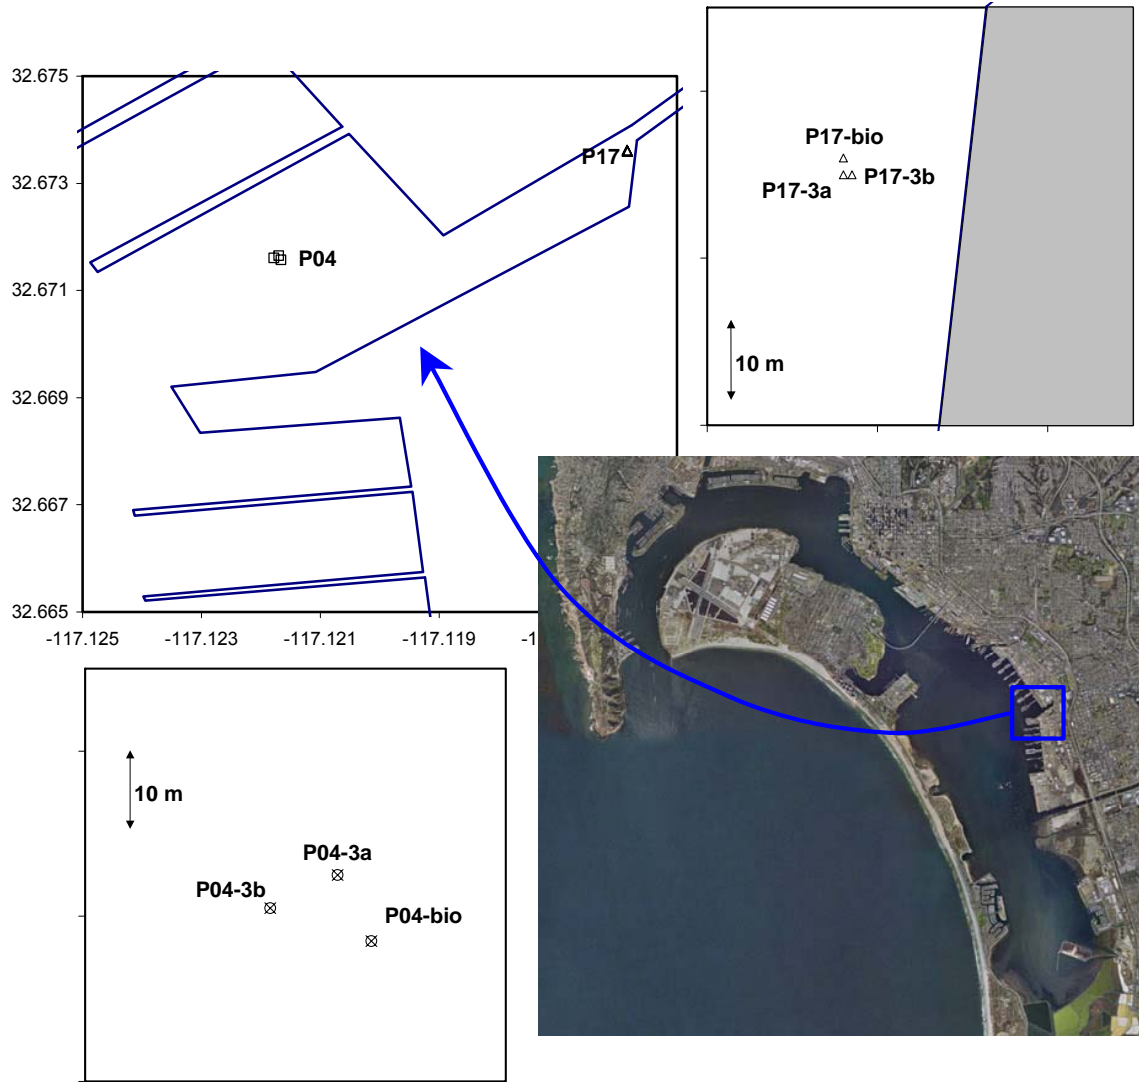 32.675
32.673
32.671
32.669
32.667
32.665
-117.125
-117.123
-117.121
-117.119
P17
P04
P17-bio
P17-3a
P17-3b
10 m
10 m
P04-3a
P04-3b
P04-bio